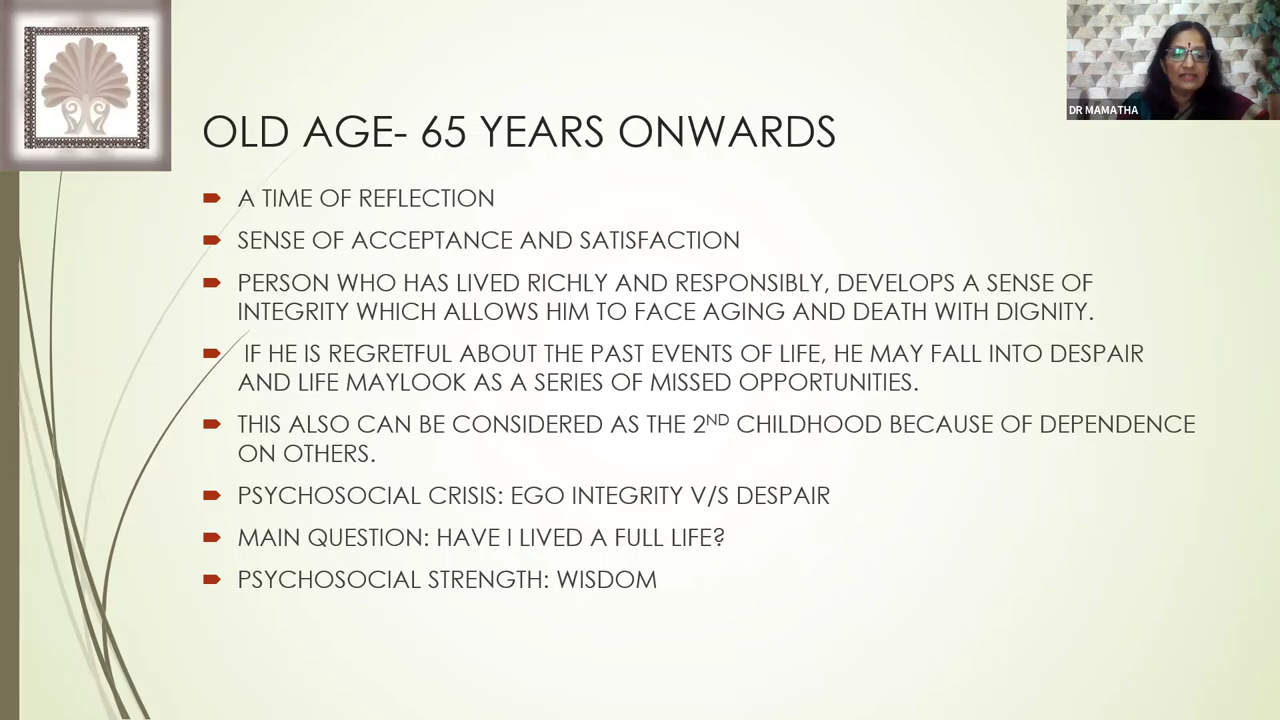 DR MAMATHA
OLD AGE- 65 YEARS ONWARDS
A TIME OF REFLECTION
SENSE OF ACCEPTANCE AND SATISFACTION
PERSON WHO HAS LIVED RICHLY AND RESPONSIBLY, DEVELOPS A SENSE OF
INTEGRITY WHICH ALLOWS HIM TO FACE AGING AND DEATH WITH DIGNITY.
IF HE IS REGRETFUL ABOUT THE PAST EVENTS OF LIFE, HE MAY FALL INTO DESPAIR
AND LIFE MAYLOOK AS A SERIES OF MISSED OPPORTUNITIES.
THIS ALSO CAN BE CONSIDERED AS THE 2ND CHILDHOOD BECAUSE OF DEPENDENCE
ON OTHERS.
PSYCHOSOCIAL CRISIS: EGO INTEGRITY V/S DESPAIR
MAIN QUESTION: HAVE I LIVED A FULL LIFE?
PSYCHOSOCIAL STRENGTH: WISDOM